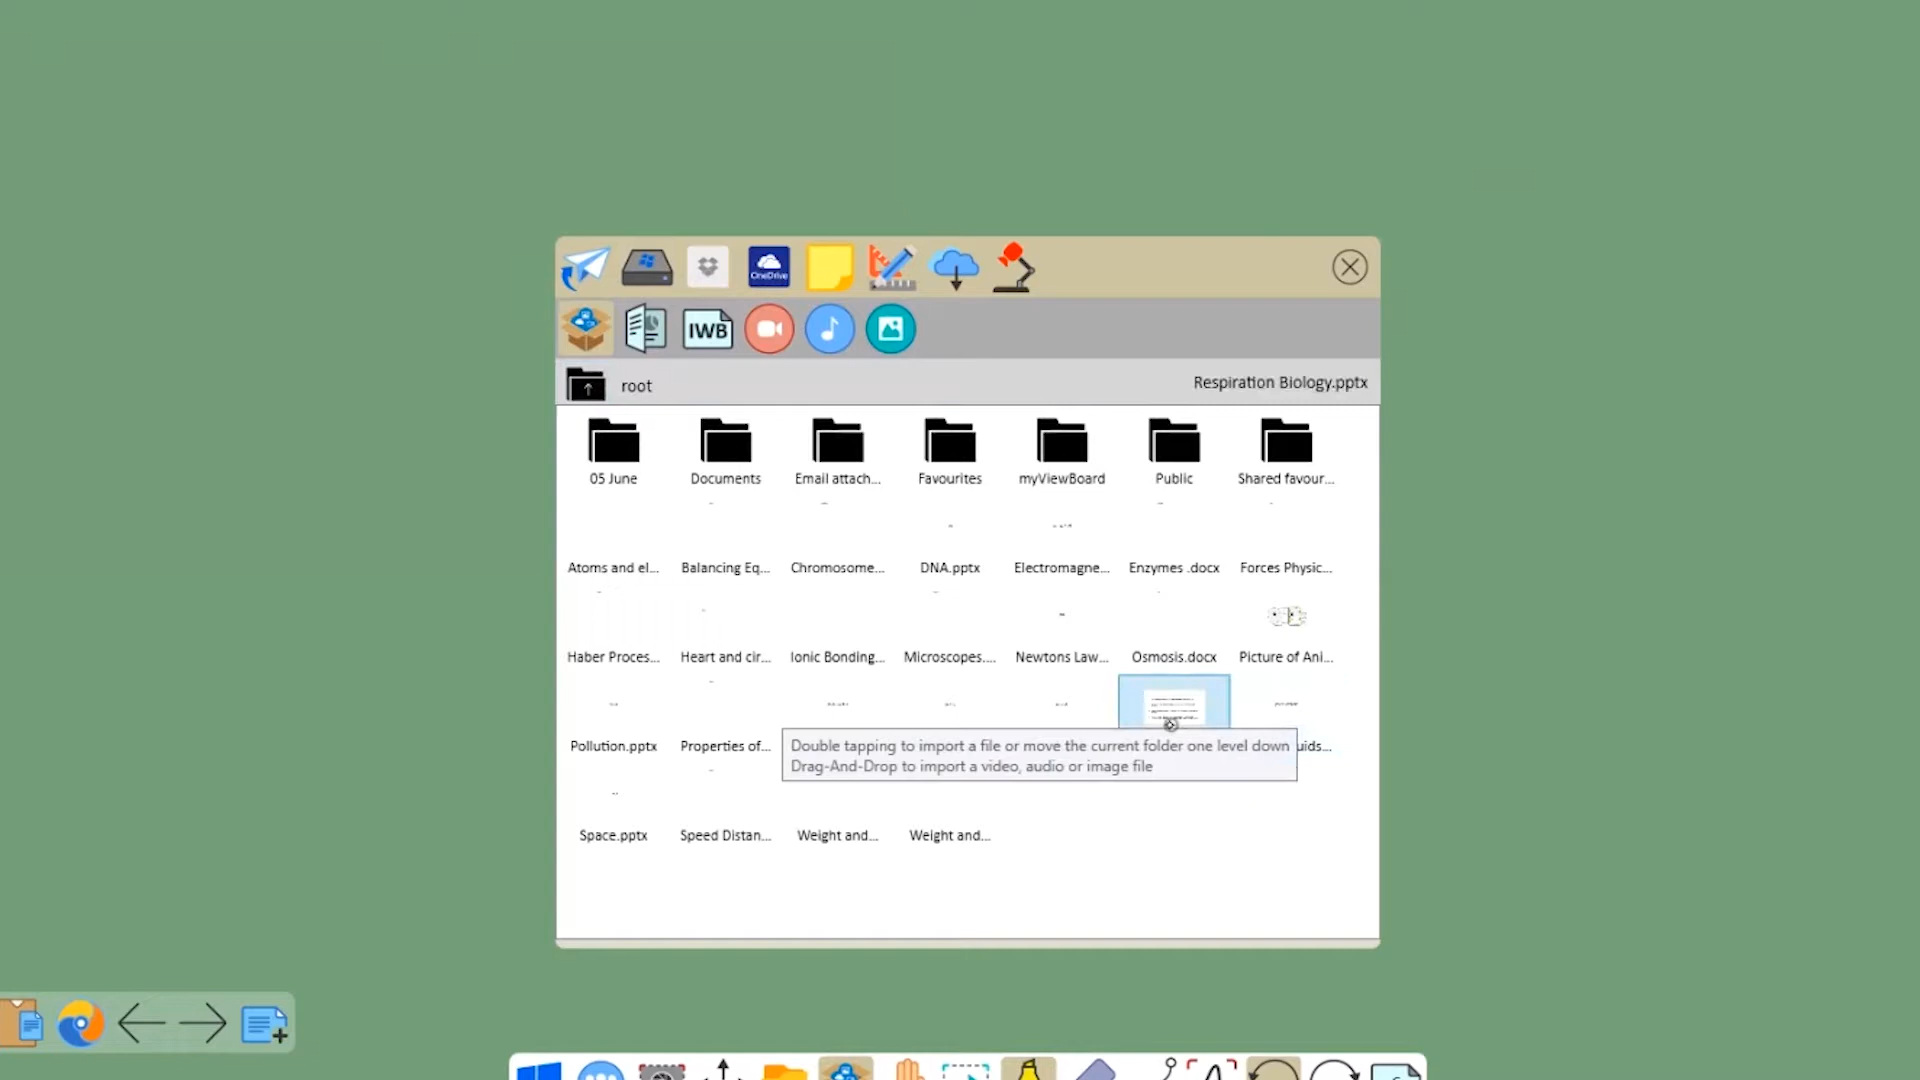 OneDrive
IWB
root
Respiration Biology.pptx
05 June
Documents
Email attach...
Favourites
myViewBoard
Public
Shared favour...
Atoms and el...
Balancing Eq...
Chromosome...
DNA.pptx
Electromagne...
Enzymes .docx
Forces Physic...
Haber Proces...
Heart and cir...
Ionic Bonding...
Microscopes....
Newtons Law...
Osmosis.docx
Picture of Ani...
Pollution.pptx
Properties of...
Double tapping to import a file or move the current folder one level down
Drag-And-Drop to import a video, audio or image file
uids...
Space.pptx
Speed Distan...
Weight and...
Weight and...